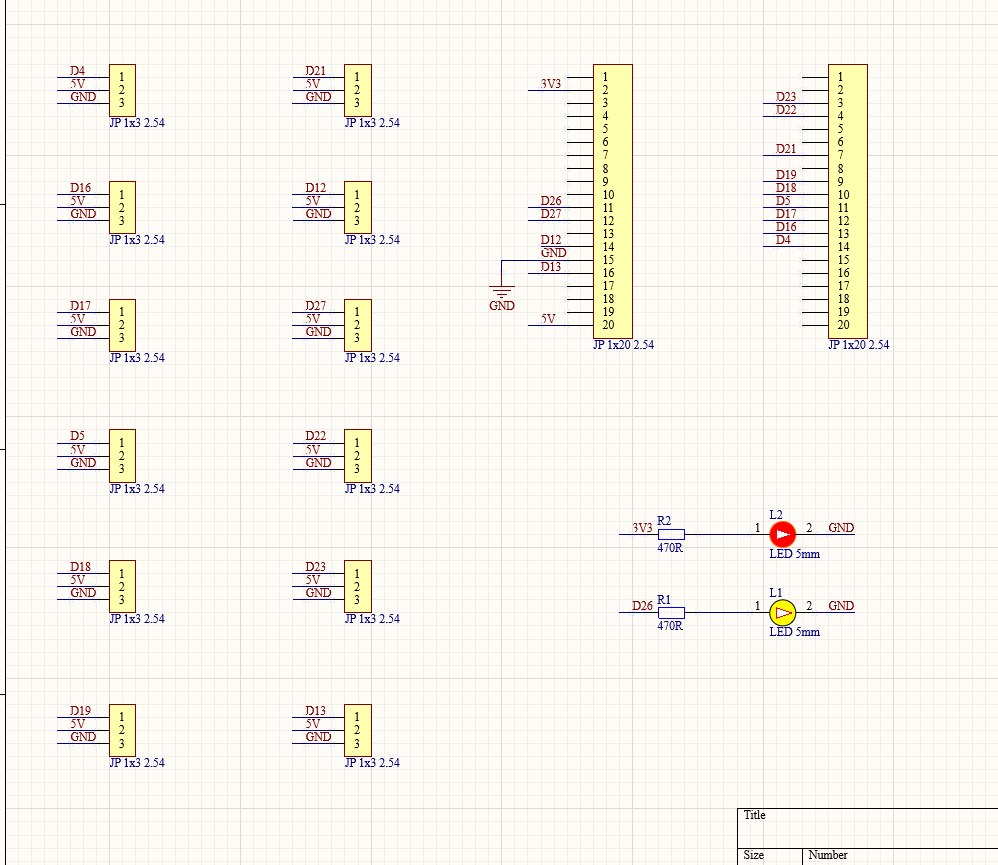 D4 1
5V 2
GND 3
JP 1x3 2.54
D21 1
5V 2
GND 3
JP 1x3 2.54
D16 1
5V 2
GND 3
JP 1x3 2.54
D12 1
5V 2
GND 3
JP 1x3 2.54
D17 1
5V 2
GND 3
JP 1x3 2.54
D27 1
5V 2
GND 3
JP 1x3 2.54
D5 1
5V 2
GND 3
JP 1x3 2.54
D22 1
5V 2
GND 3
JP 1x3 2.54
D18 1
5V 2
GND 3
JP 1x3 2.54
D23 1
5V 2
GND 3
JP 1x3 2.54
D19 1
5V 2
GND 3
JP 1x3 2.54
D13 1
5V 2
GND 3
JP 1x3 2.54
1
3V3 2
3
4
5
6
7
8
9
10
D26 11
D27 12
13
D12 14
GND 15
D13 16
17
18
19
5V 20
GND
JP 1x20 2.54
1
2
D23 3
D22 4
5
6
D21 7
8
D19 9
D18 10
D5 11
D17 12
D16 13
D4 14
15
16
17
18
19
20
JP 1x20 2.54
R2 L2
3V3 1 2 GND
470R LED 5mm
R1 L1
D26 1 2 GND
470R LED 5mm
Title
Size Number